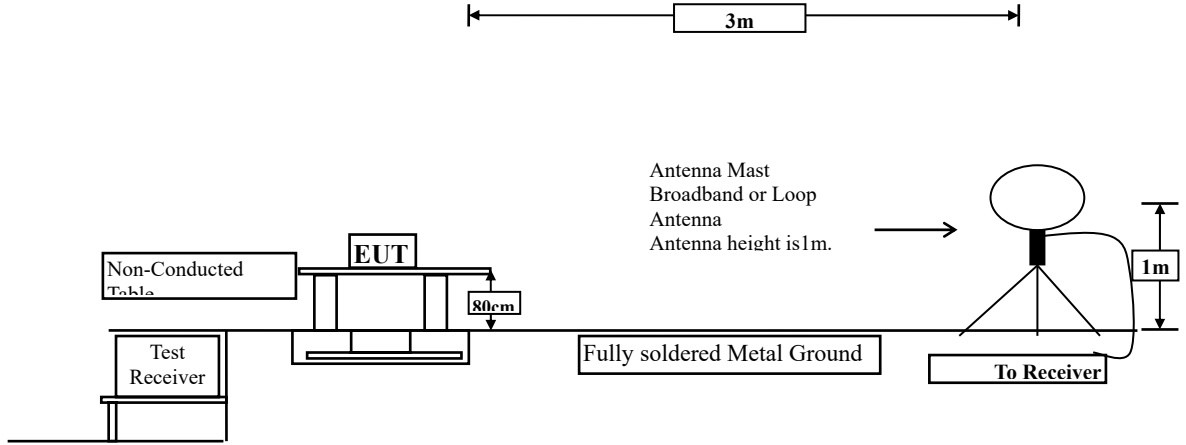 3m
Antenna Mast
Broadband or Loop
Antenna
Antenna height is1m.
EUT
Non-Conducted
Table
80cm
1m
Test
Receiver
Fully soldered Metal Ground
To Receiver